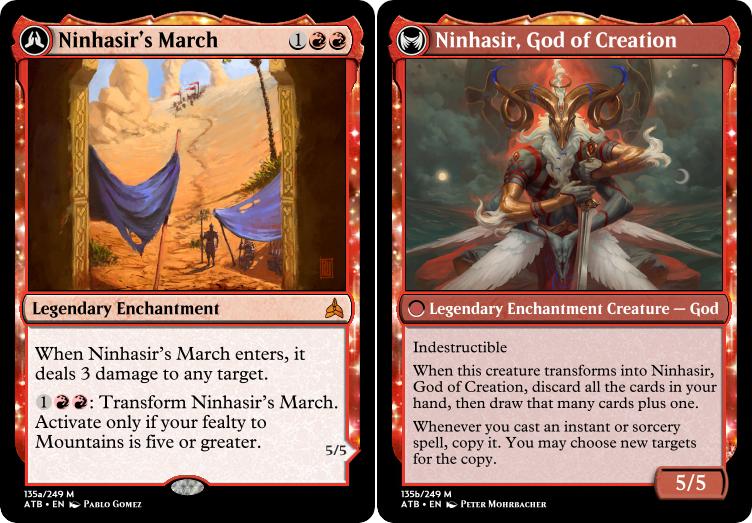 Ninhasir's March 1
Legendary Enchantment
When Ninhasir's March enters, it
deals 3 damage to any target.
1: Transform Ninhasir's March.
Activate only if your fealty to
Mountains is five or greater.
5/5
135a/249 M
ATB • EN Pablo Gomez
Ninhasir, God of Creation
Legendary Enchantment Creature — God
Indestructible
When this creature transforms into Ninhasir,
God of Creation, discard all the cards in your
hand, then draw that many cards plus one.
Whenever you cast an instant or sorcery
spell, copy it. You may choose new targets
for the copy.
5/5
135b/249 M
ATB • EN Peter Mohrbacher